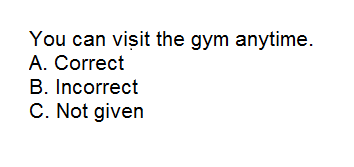 You can visit the gym anytime.
A. Correct
B. Incorrect
C. Not given